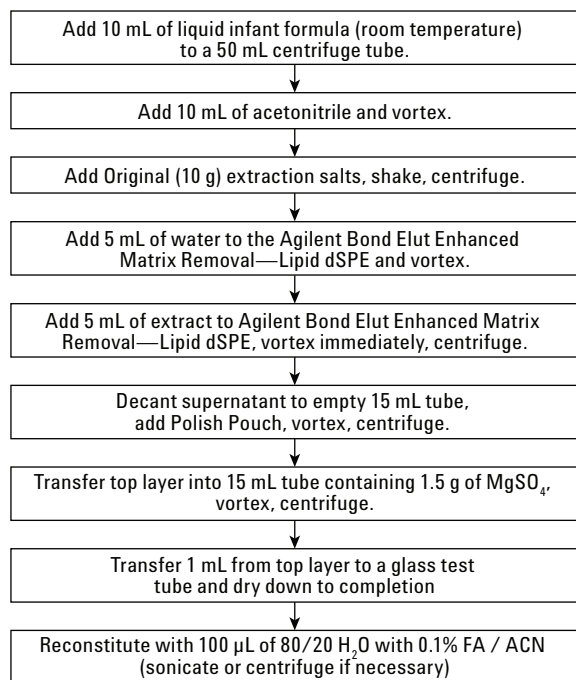 Add 10 mL of liquid infant formula (room temperature)
to a 50 mL centrifuge tube.
Add 10 mL of acetonitrile and vortex.
Add Original (10 g) extraction salts, shake, centrifuge.
Add 5 mL of water to the Agilent Bond Elut Enhanced
Matrix Removal—Lipid dSPE and vortex.
Add 5 mL of extract to Agilent Bond Elut Enhanced Matrix
Removal—Lipid dSPE, vortex immediately, centrifuge.
Decant supernatant to empty 15 mL tube,
add Polish Pouch, vortex, centrifuge.
Transfer top layer into 15 mL tube containing 1.5 g of MgSO₄,
vortex, centrifuge.
Transfer 1 mL from top layer to a glass test
tube and dry down to completion
Reconstitute with 100 µL of 80/20 H₂O with 0.1% FA / ACN
(sonicate or centrifuge if necessary)